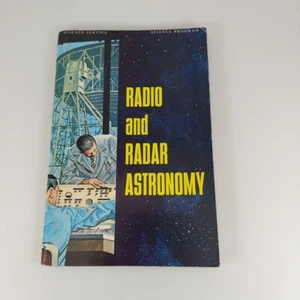 SCIENCE SERVICE SCIENCE PROGRAM
RADIO
and
RADAR
ASTRONOMY